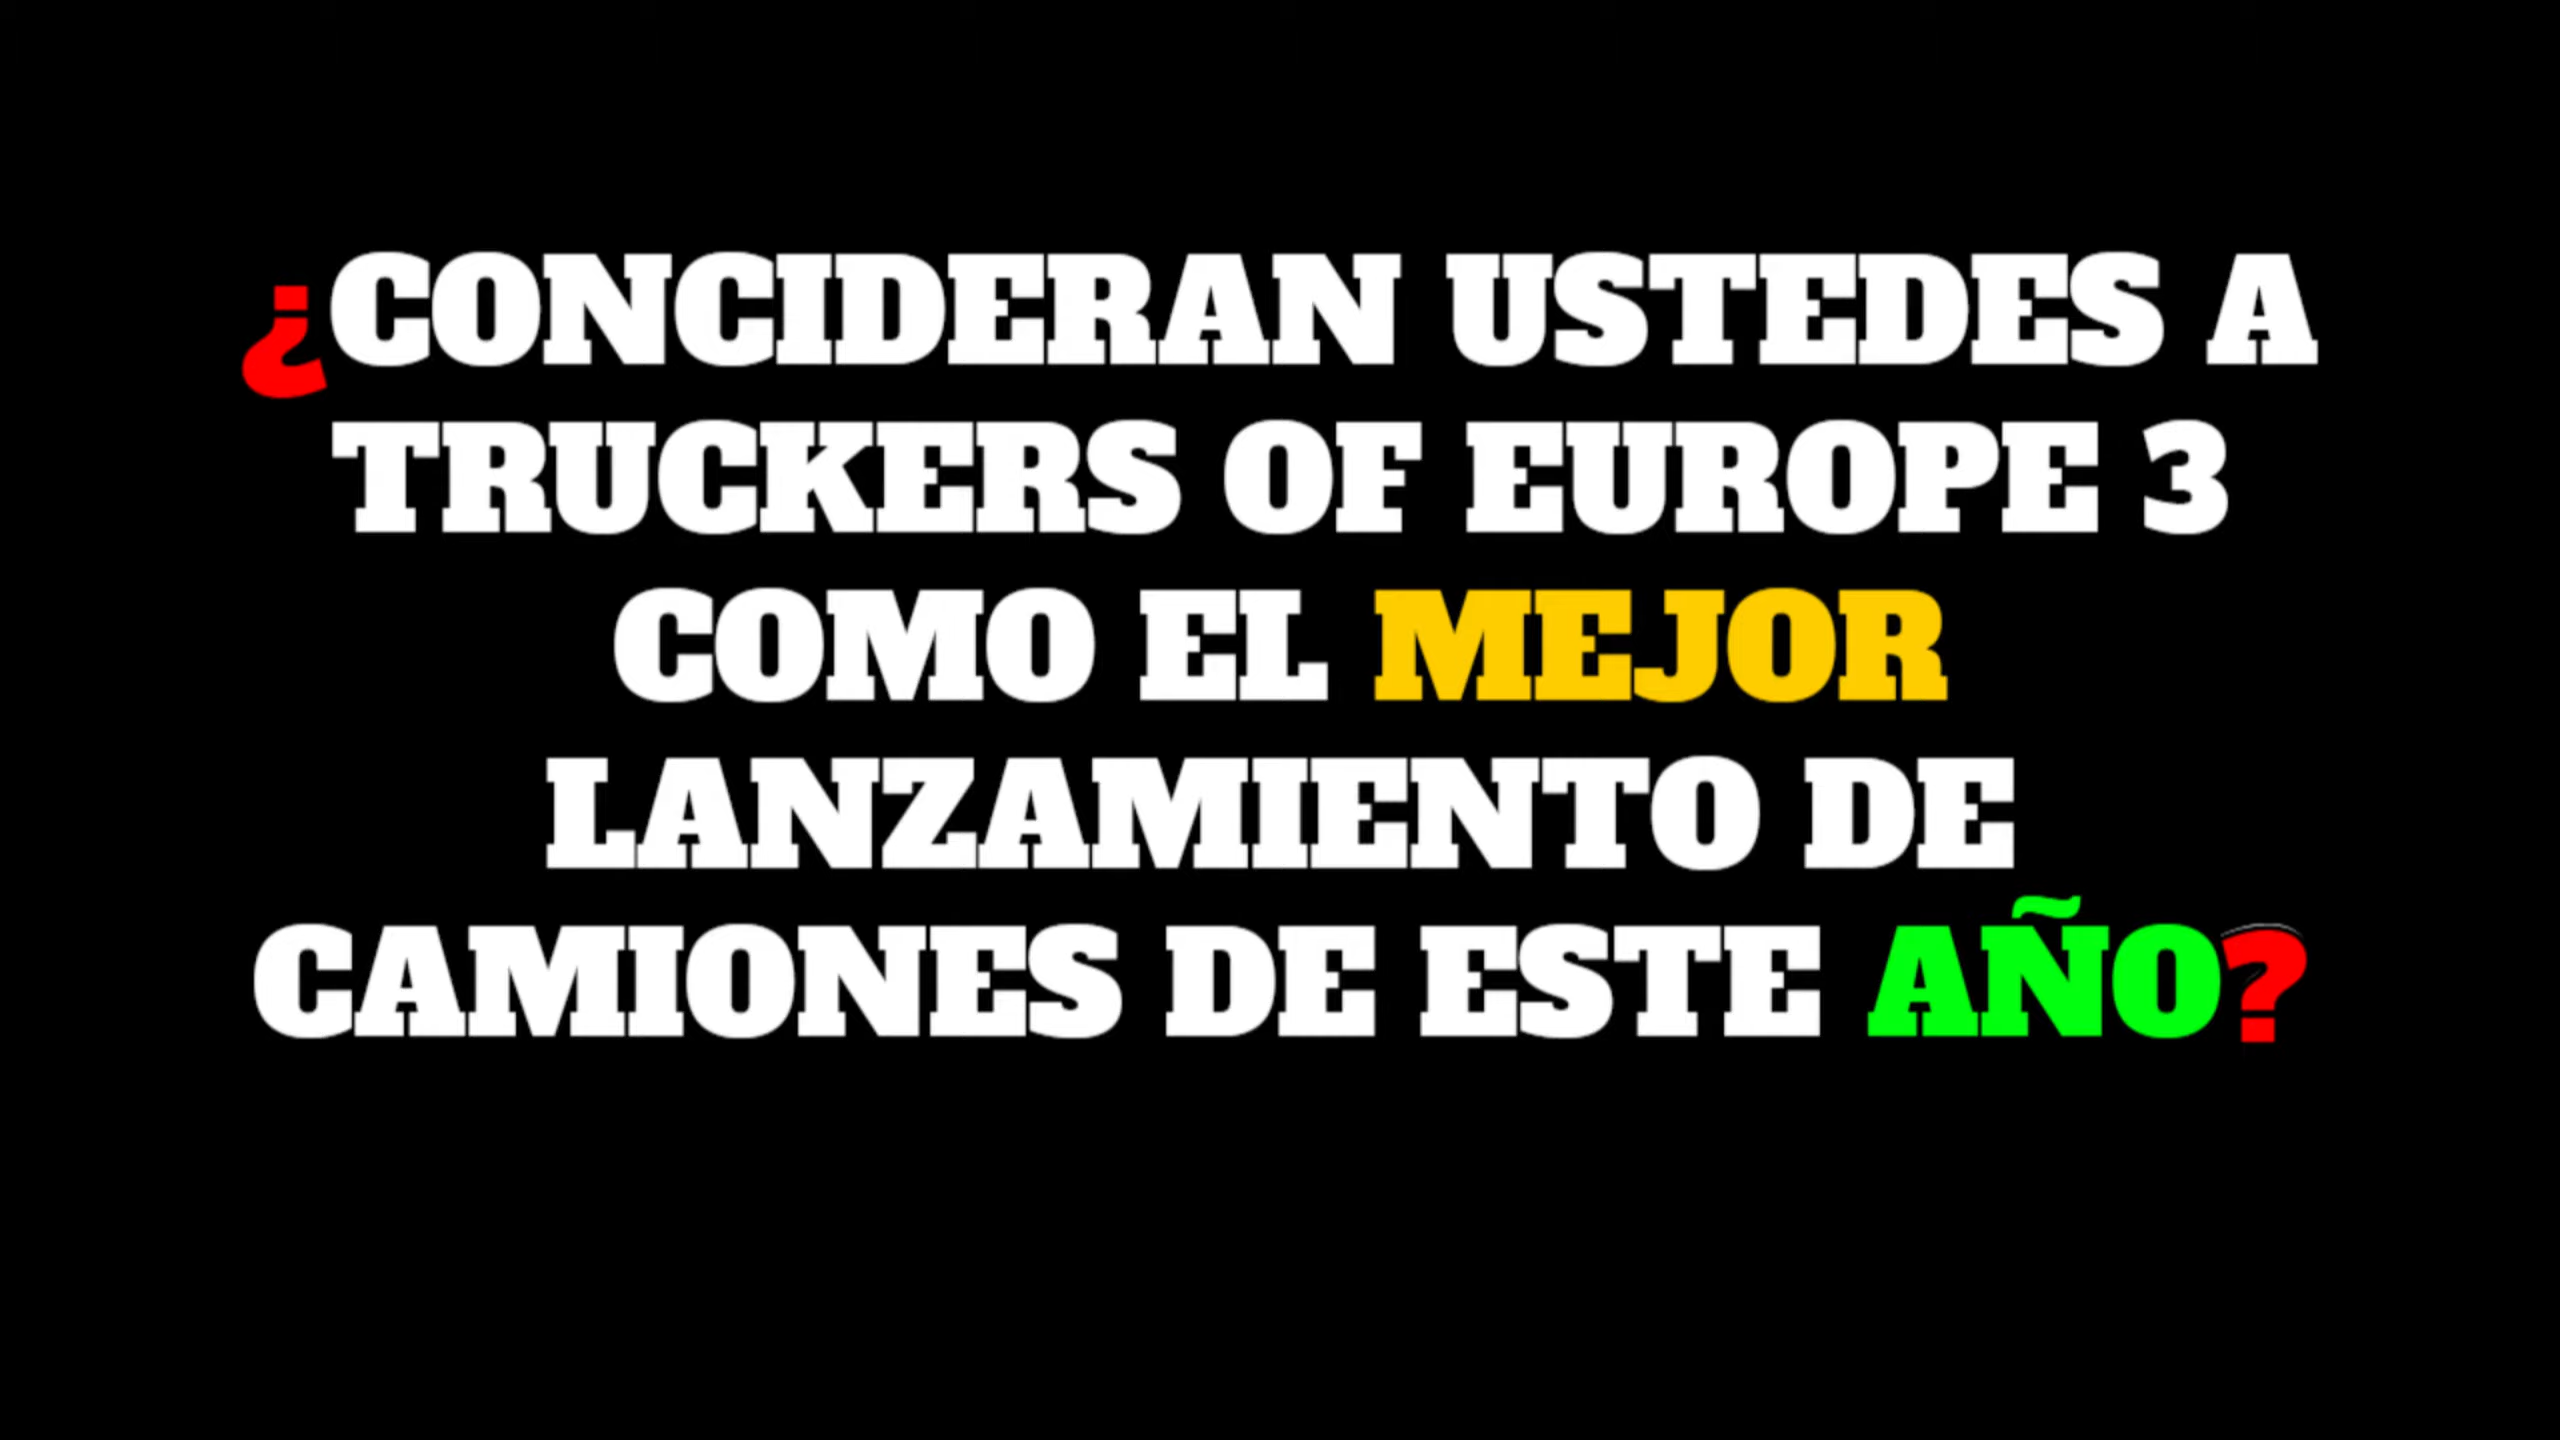 ¿CONCIDERAN USTEDES A
TRUCKERS OF EUROPE 3
COMO EL MEJOR
LANZAMIENTO DE
CAMIONES DE ESTE AÑO?